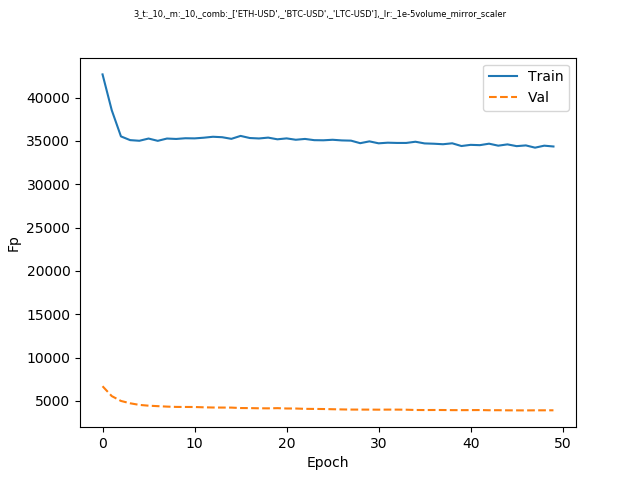 3_t:_10,_m:_10,_comb:_['ETH-USD',_'BTC-USD',_'LTC-USD'],_lr:_1e-5volume_mirror_scaler
Train
Val
40000
35000
30000
25000
20000
15000
10000
5000
Fp
0 10 20 30 40 50
Epoch